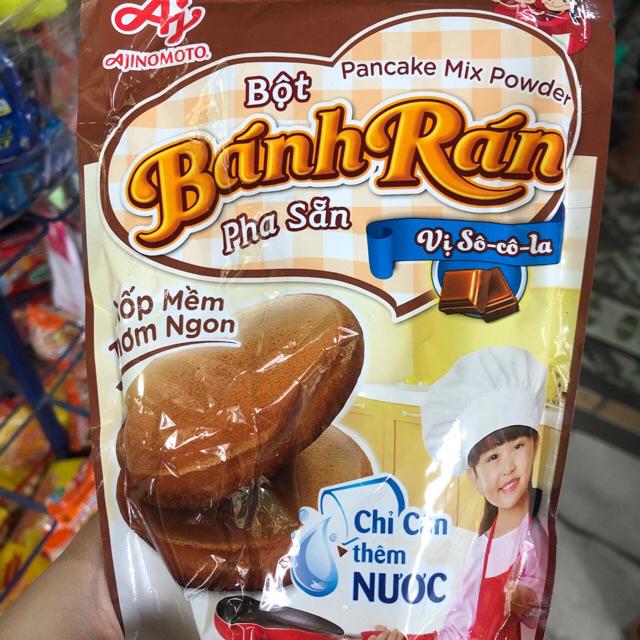 AJINOMOTO
Bột
Pancake Mix Powder
Bánh Rán
Pha Sẵn
Vị Sô-cô-la
Mềm
Ngon
Chỉ Cần
thêm
NƯỚC